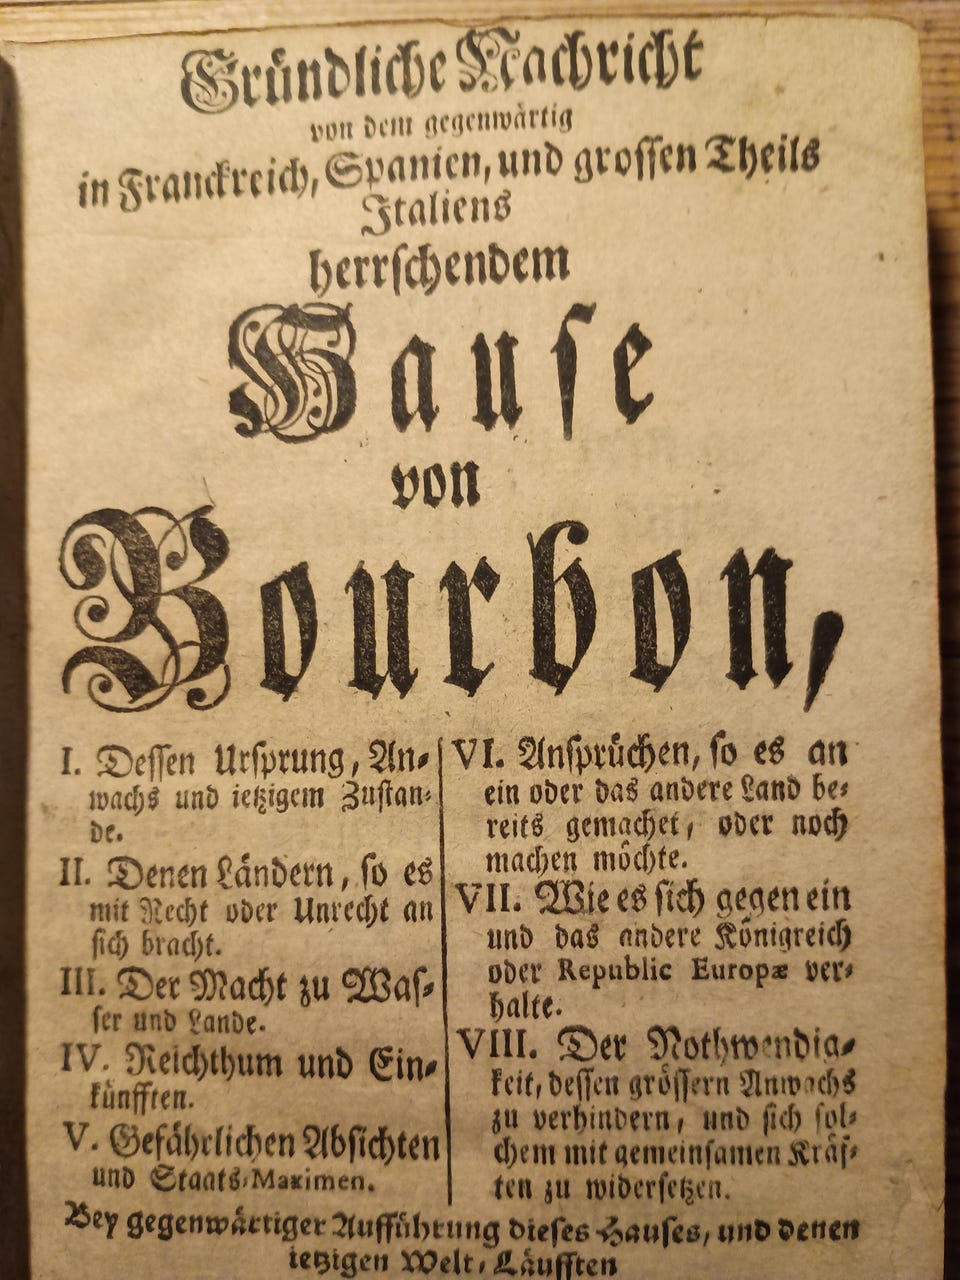 Gründliche Nachricht
von dem gegenwärtig
in Franckreich, Spanien, und grossen Theils
Italiens
herrschendem
Hause
von
Bourbon,
I. Dessen Ursprung, An-
wachs und ietzigem Zustan-
de.
II. Denen Ländern, so es
mit Recht oder Unrecht an
sich bracht.
III. Der Macht zu Was-
ser und Lande.
IV. Reichthum und Ein-
künfften.
V. Gefährlichen Absichten
und Staats-Maximen.
VI. Ansprüchen, so es an
ein oder das andere Land be-
reits gemachet, oder noch
machen möchte.
VII. Wie es sich gegen ein
und das andere Königreich
oder Republic Europæ ver-
halte.
VIII. Der Nothwendig-
keit, dessen grössern Anwachs
zu verhindern, und sich sol-
chem mit gemeinsamen Kräf-
ten zu widersetzen.
Bey gegenwärtiger Aufführung dieses Hauses, und denen
ietzigen Welt-Läufften